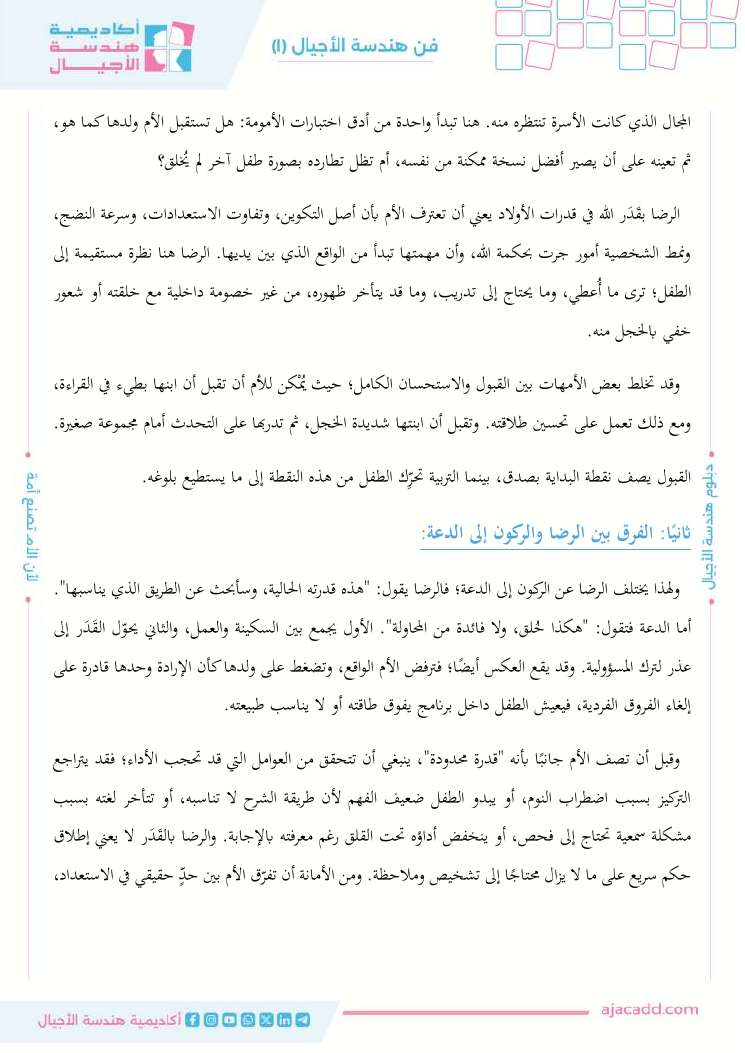 أكاديمية
هندسة
الأجيال
فن هندسة الأجيال (١)
المجال الذي كانت الأسرة تنتظره منه. هنا تبدأ واحدة من أدق اختبارات الأمومة: هل تستقبل الأم ولدها كما هو،
ثم تعينه على أن يصير أفضل نسخة ممكنة من نفسه، أم تظل تطارده بصورة طفل آخر لم يُخلق؟
الرضا بقَدَر الله في قدرات الأولاد يعني أن تعترف الأم بأن أصل التكوين، وتفاوت الاستعدادات، وسرعة النضج،
ونمط الشخصية أمور جرت بحكمة الله، وأن مهمتها تبدأ من الواقع الذي بين يديها. الرضا هنا نظرة مستقيمة إلى
الطفل؛ ترى ما أُعطي، وما يحتاج إلى تدريب، وما قد يتأخر ظهوره، من غير خصومة داخلية مع خلقته أو شعور
خفي بالخجل منه.
وقد تخلط بعض الأمهات بين القبول والاستحسان الكامل؛ حيث يُمْكن للأم أن تقبل أن ابنها بطيء في القراءة،
ومع ذلك تعمل على تحسين طلاقته. وتقبل أن ابنتها شديدة الخجل، ثم تدربها على التحدث أمام مجموعة صغيرة.
القبول يصف نقطة البداية بصدق، بينما التربية تحرِّك الطفل من هذه النقطة إلى ما يستطيع بلوغه.
ثانيًا: الفرق بين الرضا والركون إلى الدعة:
ولهذا يختلف الرضا عن الركون إلى الدعة؛ فالرضا يقول: "هذه قدرته الحالية، وسأبحث عن الطريق الذي يناسبها".
أما الدعة فتقول: "هكذا خُلق، ولا فائدة من المحاولة". الأول يجمع بين السكينة والعمل، والثاني يحوّل القَدَر إلى
عذر لترك المسؤولية. وقد يقع العكس أيضًا؛ فترفض الأم الواقع، وتضغط على ولدها كأن الإرادة وحدها قادرة على
إلغاء الفروق الفردية، فيعيش الطفل داخل برنامج يفوق طاقته أو لا يناسب طبيعته.
وقبل أن تصف الأم جانبًا بأنه "قدرة محدودة"، ينبغي أن تتحقق من العوامل التي قد تحجب الأداء؛ فقد يتراجع
التركيز بسبب اضطراب النوم، أو يبدو الطفل ضعيف الفهم لأن طريقة الشرح لا تناسبه، أو تتأخر لغته بسبب
مشكلة سمعية تحتاج إلى فحص، أو ينخفض أداؤه تحت القلق رغم معرفته بالإجابة. والرضا بالقَدَر لا يعني إطلاق
حكم سريع على ما لا يزال محتاجًا إلى تشخيص وملاحظة. ومن الأمانة أن تفرّق الأم بين حدٍّ حقيقي في الاستعداد،
دبلوم هندسة الأجيال
لأن الأم تصنع أمة
ajacadd.com
أكاديمية هندسة الأجيال